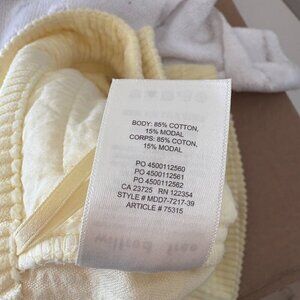 BODY: 85% COTTON,
15% MODAL
CORPS: 85% COTON,
15% MODAL
PO 4500112560
PO 4500112561
PO 4500112562
CA 23725 RN 122354
STYLE # MDD7-7217-39
ARTICLE # 75315